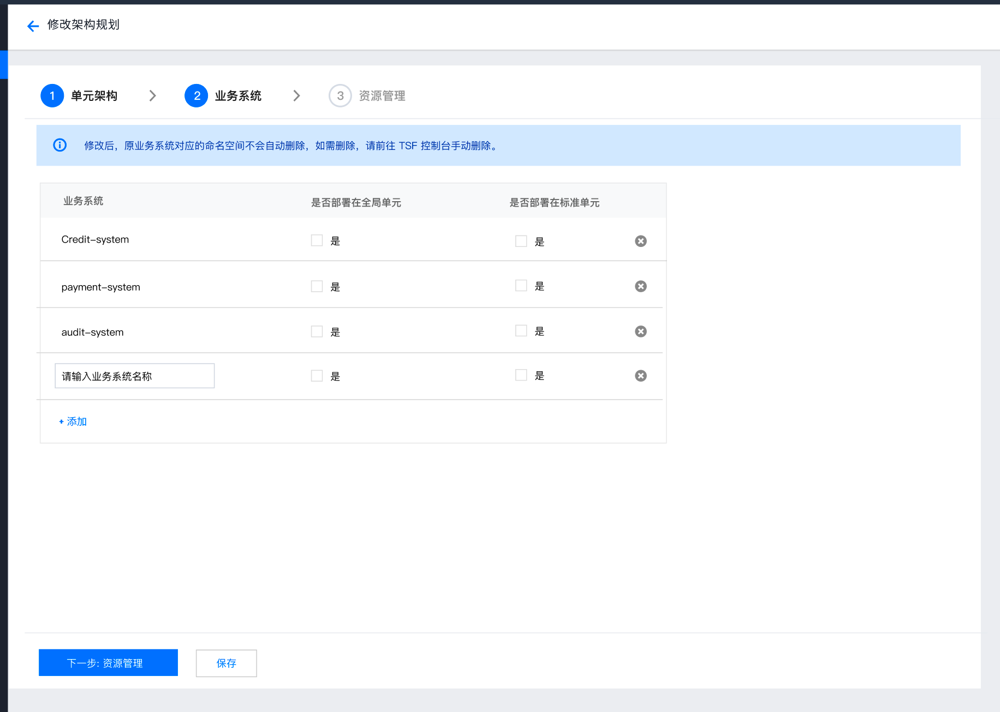 修改架构规划
1 单元架构 2 业务系统 3 资源管理
修改后，原业务系统对应的命名空间不会自动删除，如需删除，请前往 TSF 控制台手动删除。
业务系统 是否部署在全局单元 是否部署在标准单元
Credit-system 是 是
payment-system 是 是
audit-system 是 是
请输入业务系统名称 是 是
+ 添加
下一步: 资源管理 保存